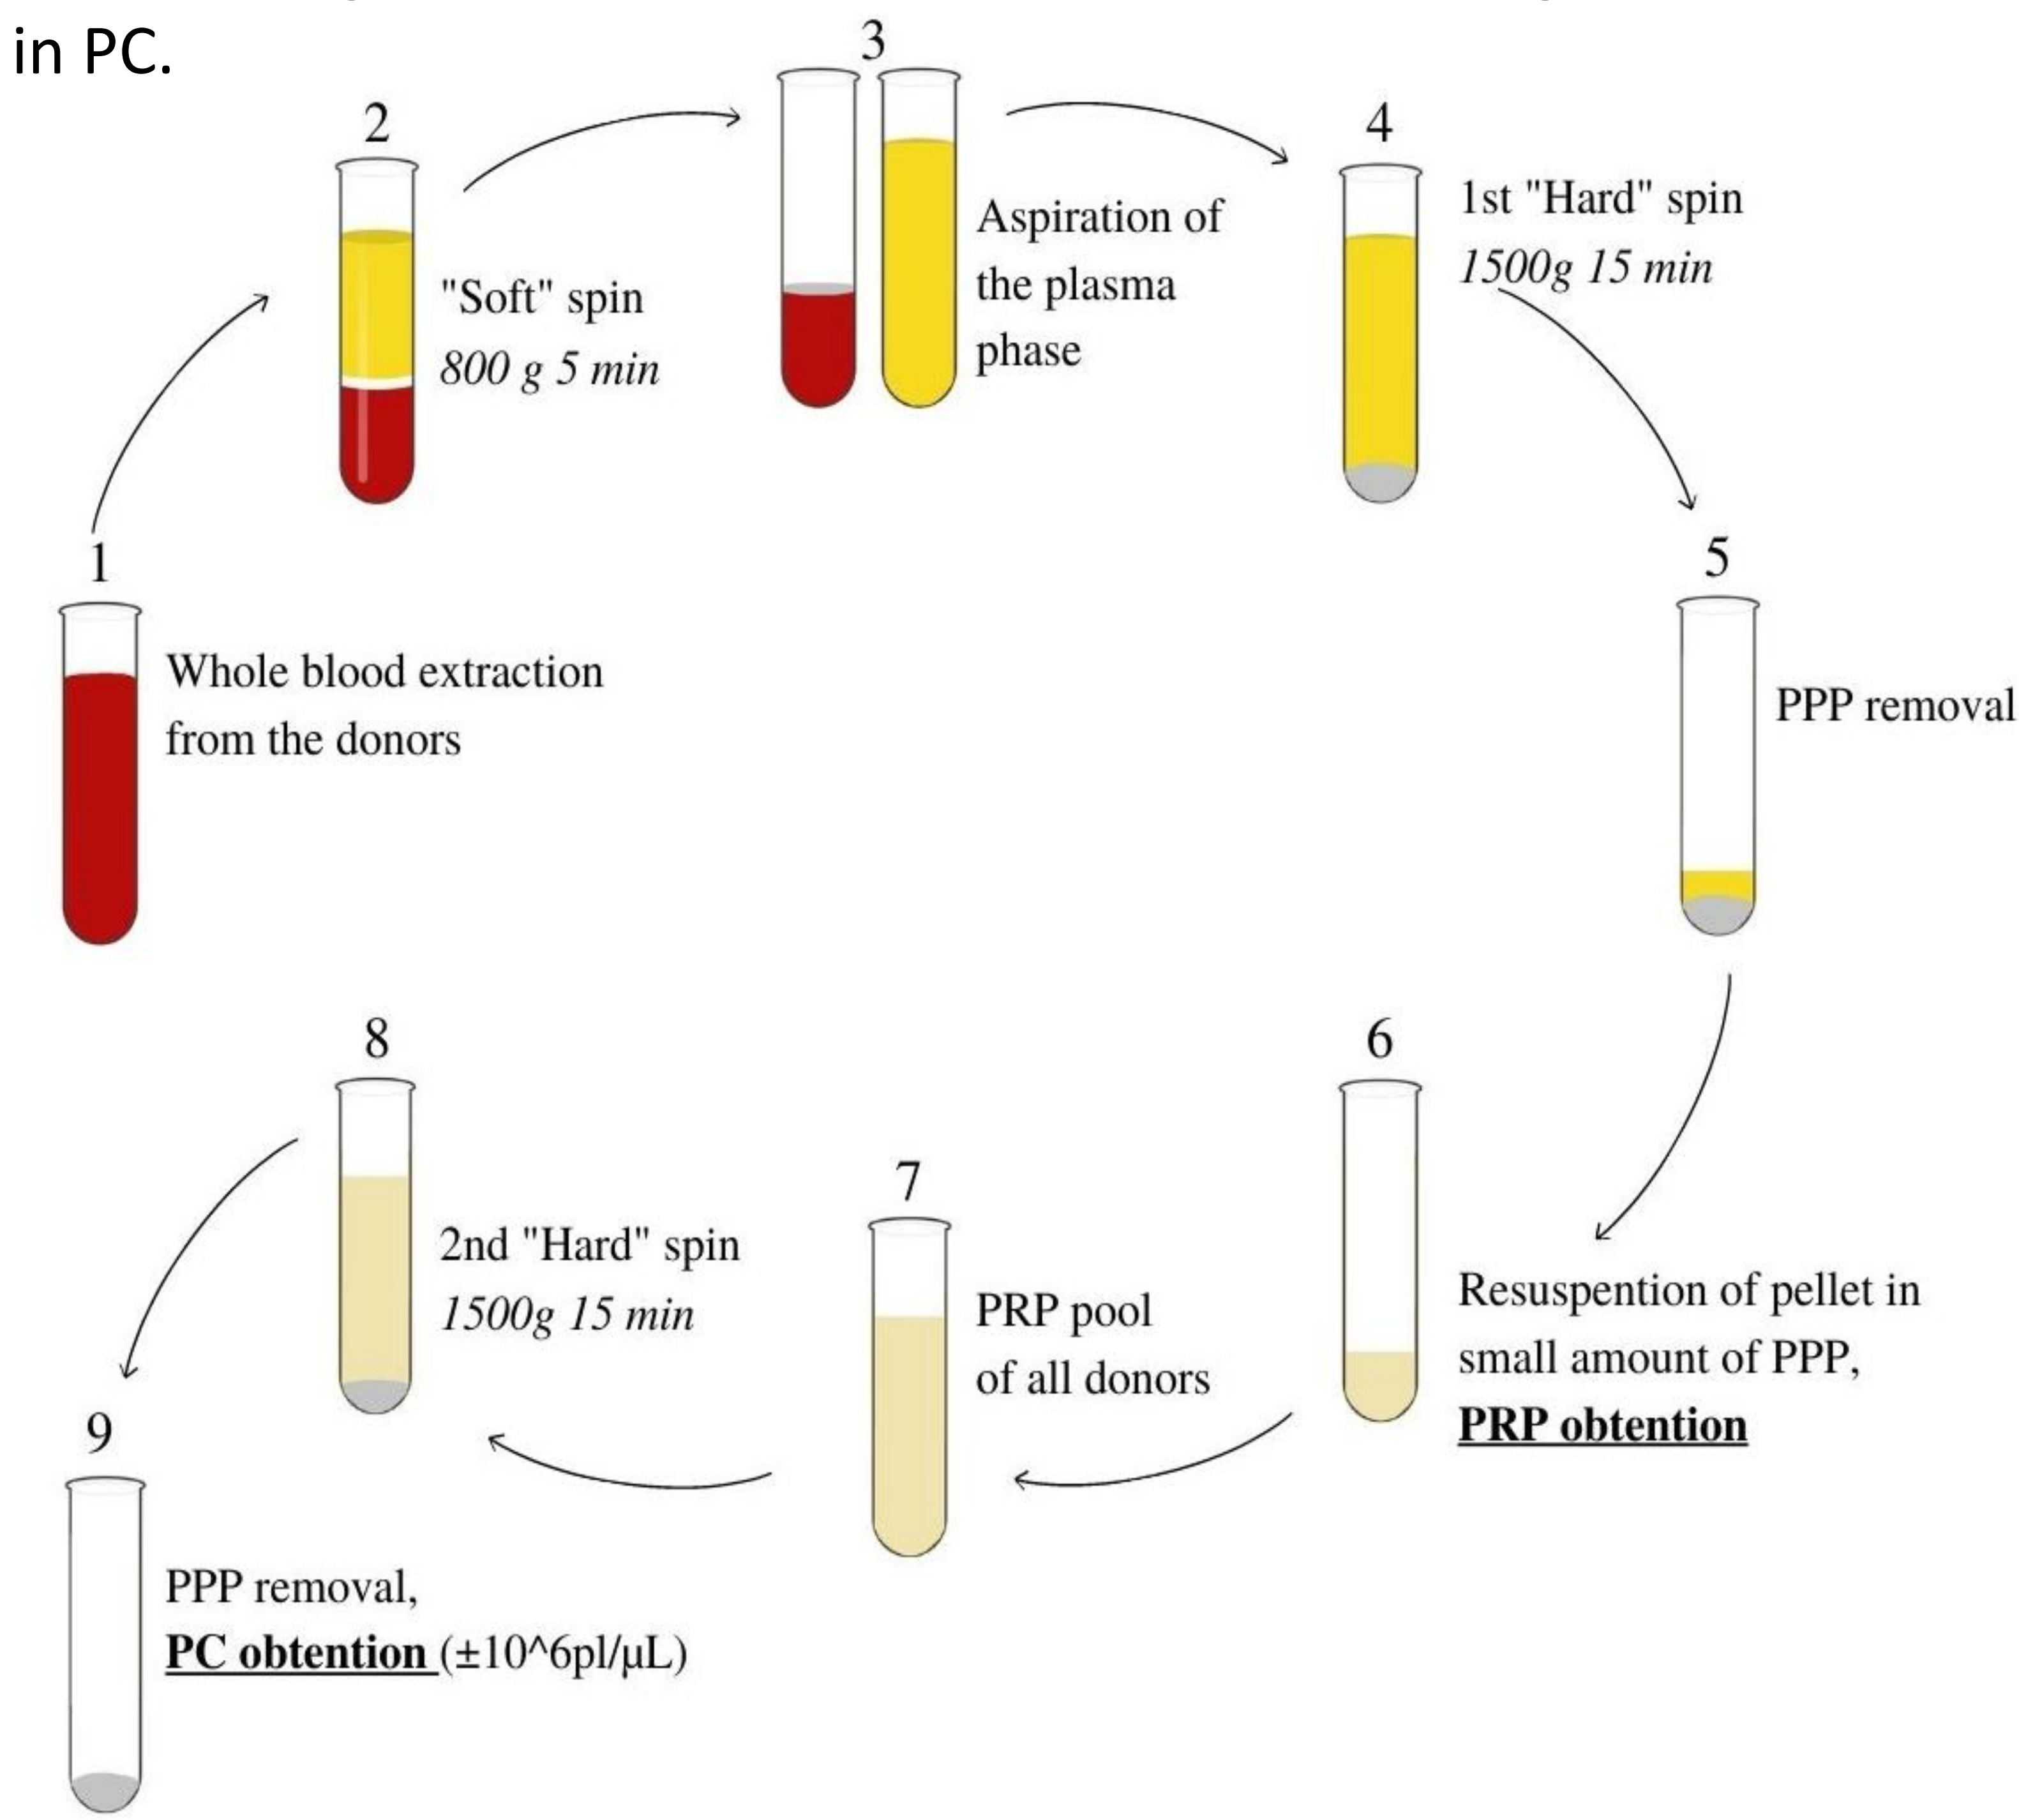 in PC.
1
Whole blood extraction
from the donors
2
"Soft" spin
800 g 5 min
3
Aspiration of
the plasma
phase
4
1st "Hard" spin
1500g 15 min
5
PPP removal
6
Resuspention of pellet in
small amount of PPP,
PRP obtention
7
PRP pool
of all donors
8
2nd "Hard" spin
1500g 15 min
9
PPP removal,
PC obtention (±10^6pl/µL)